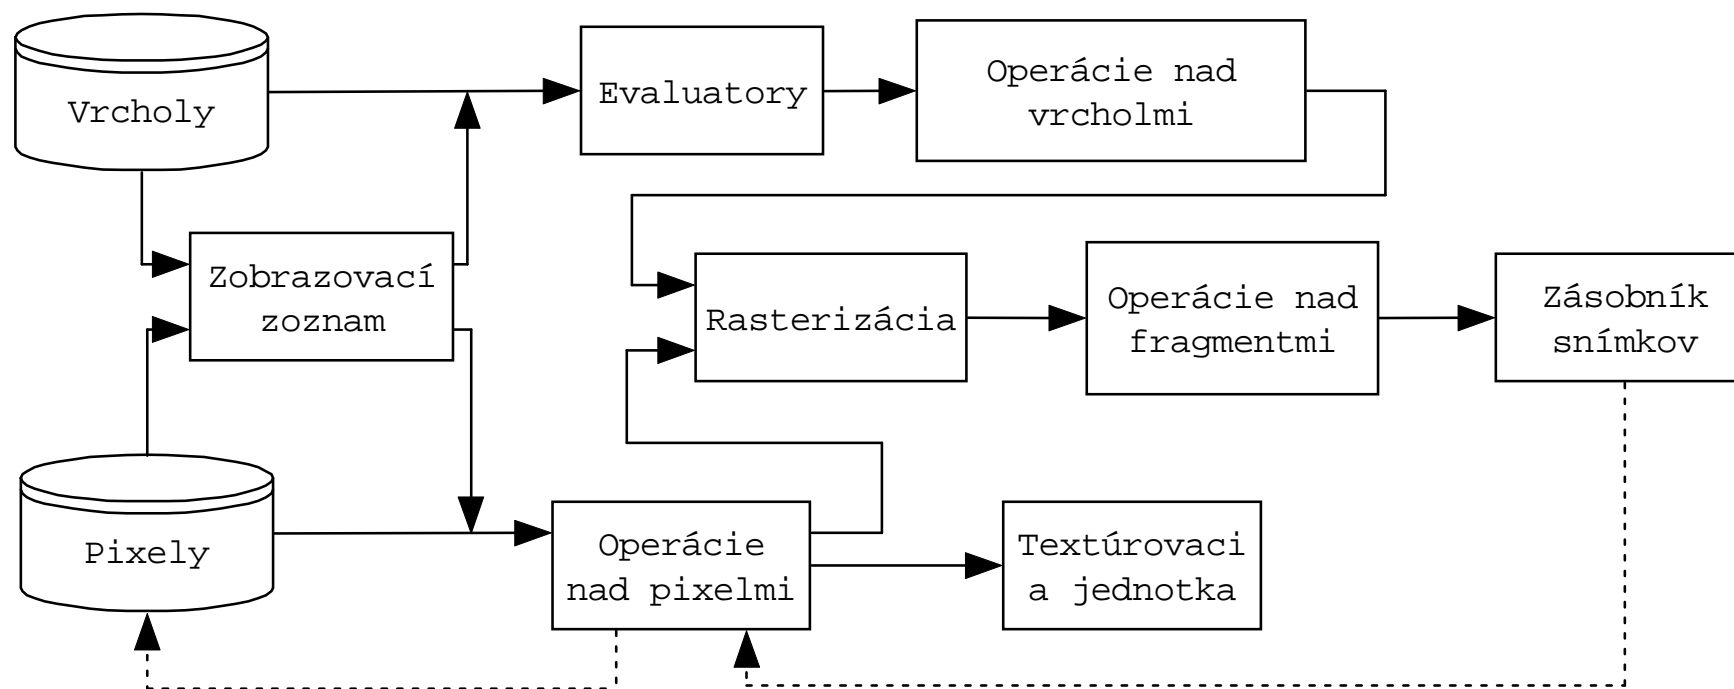 Vrcholy
Evaluatory
Operácie nad
vrcholmi
Zobrazovací
zoznam
Rasterizácia
Operácie nad
fragmentmi
Zásobník
snímkov
Pixely
Operácie
nad pixelmi
Textúrovaci
a jednotka